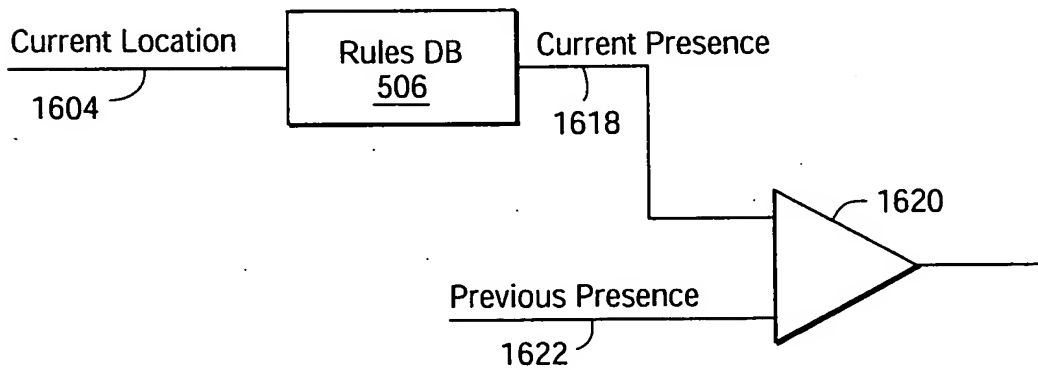 Current Location
1604
Rules DB
506
Current Presence
1618
1620
Previous Presence
1622